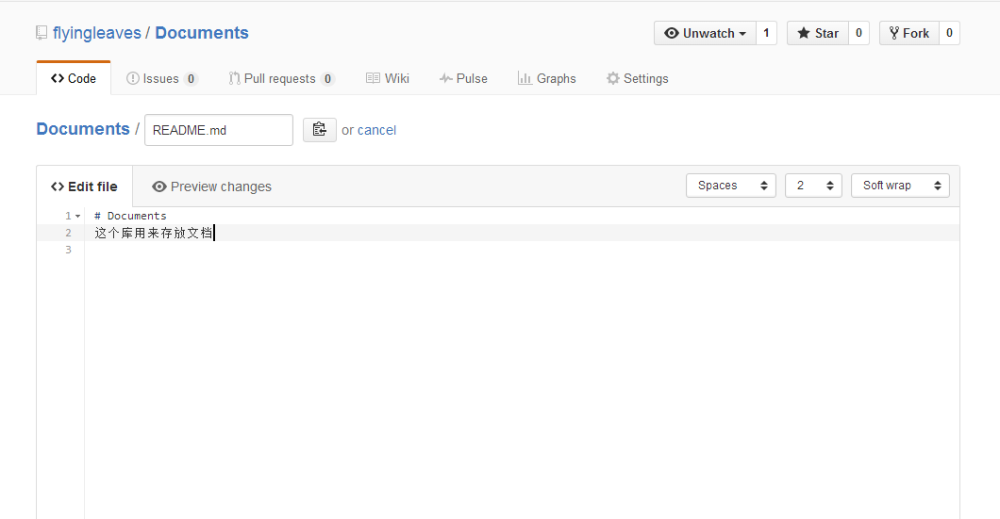 flyingleaves / Documents Unwatch 1 Star 0 Fork 0
Code Issues 0 Pull requests 0 Wiki Pulse Graphs Settings
Documents / README.md or cancel
Edit file Preview changes Spaces 2 Soft wrap
1 # Documents
2 这个库用来存放文档
3